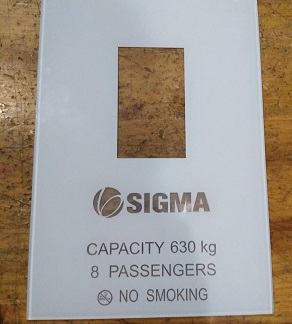 SIGMA
CAPACITY 630 kg
8 PASSENGERS
NO SMOKING